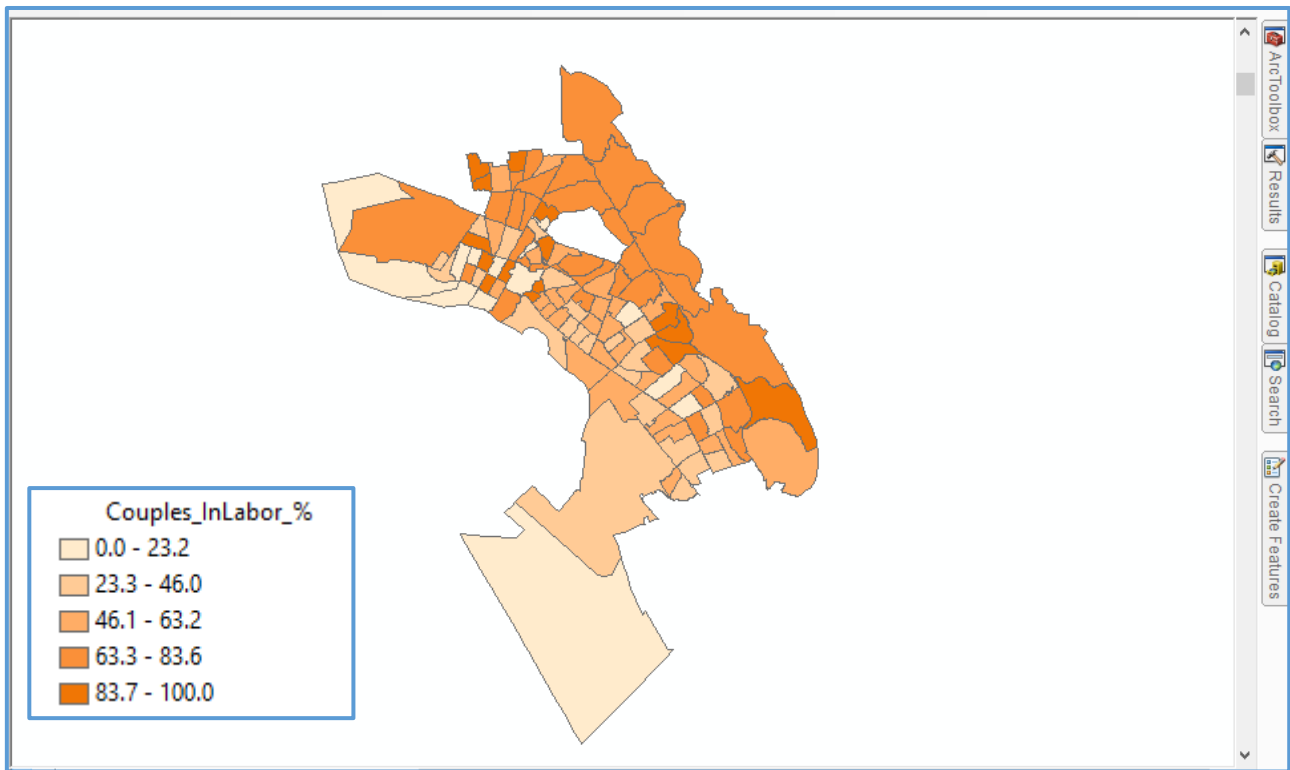 Couples_InLabor_%
0.0 - 23.2
23.3 - 46.0
46.1 - 63.2
63.3 - 83.6
83.7 - 100.0
ArcToolbox
Results
Catalog
Search
Create Features